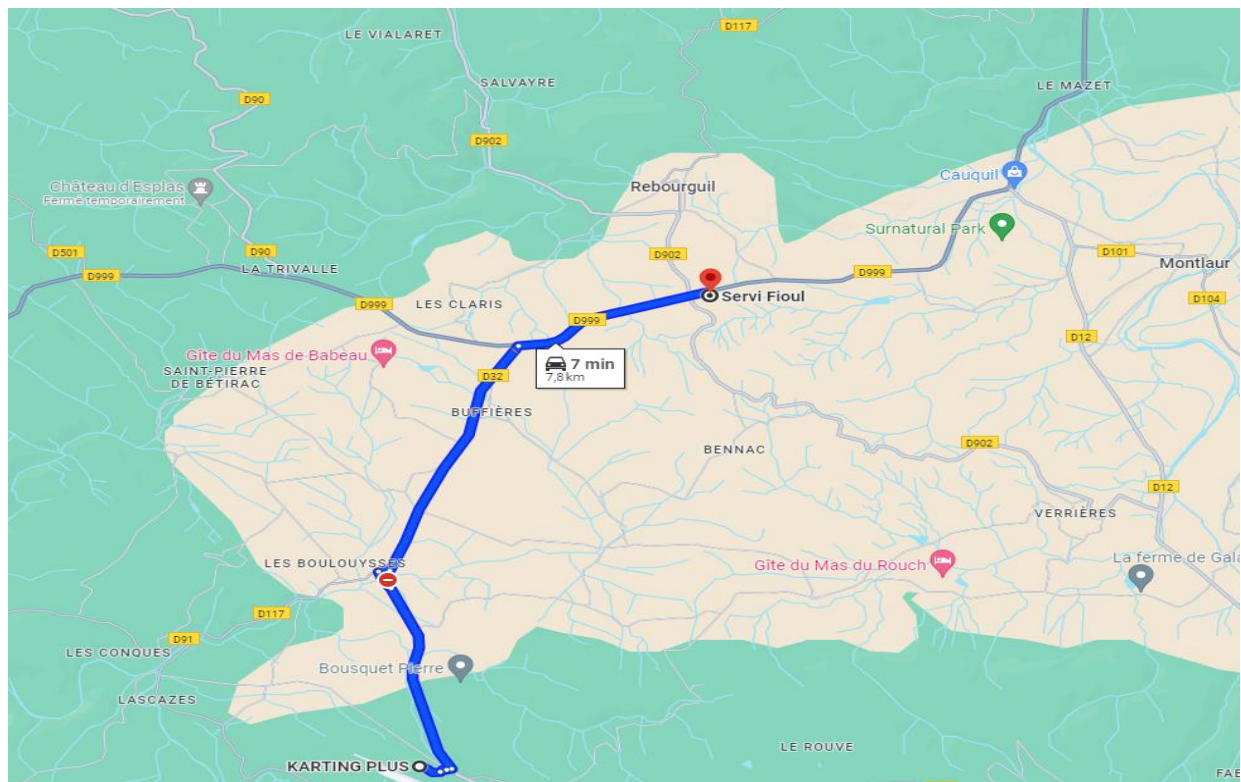 D117
LE VIALARET
SALVAYRE
LE MAZET
D90
D902
Château d'Esplas
Fermé temporairement
Rebourguil
Cauquil
Surnatural Park
D501
D90
D902
D101
D999
LA TRIVALLE
D999
Montlaur
D999
LES CLARIS
Servi Fioul
D104
D999
Gîte du Mas de Babeau
SAINT-PIERRE
DE BÉTIRAC
D32
7 min
7,8 km
D12
BUFFIÈRES
BENNAC
D902
D12
VERRIÈRES
LES BOULOUYSSES
Gîte du Mas du Rouch
La ferme de Gala
D117
D91
LES CONQUES
Bousquet Pierre
LASCAZES
LE ROUVE
KARTING PLUS
FAB